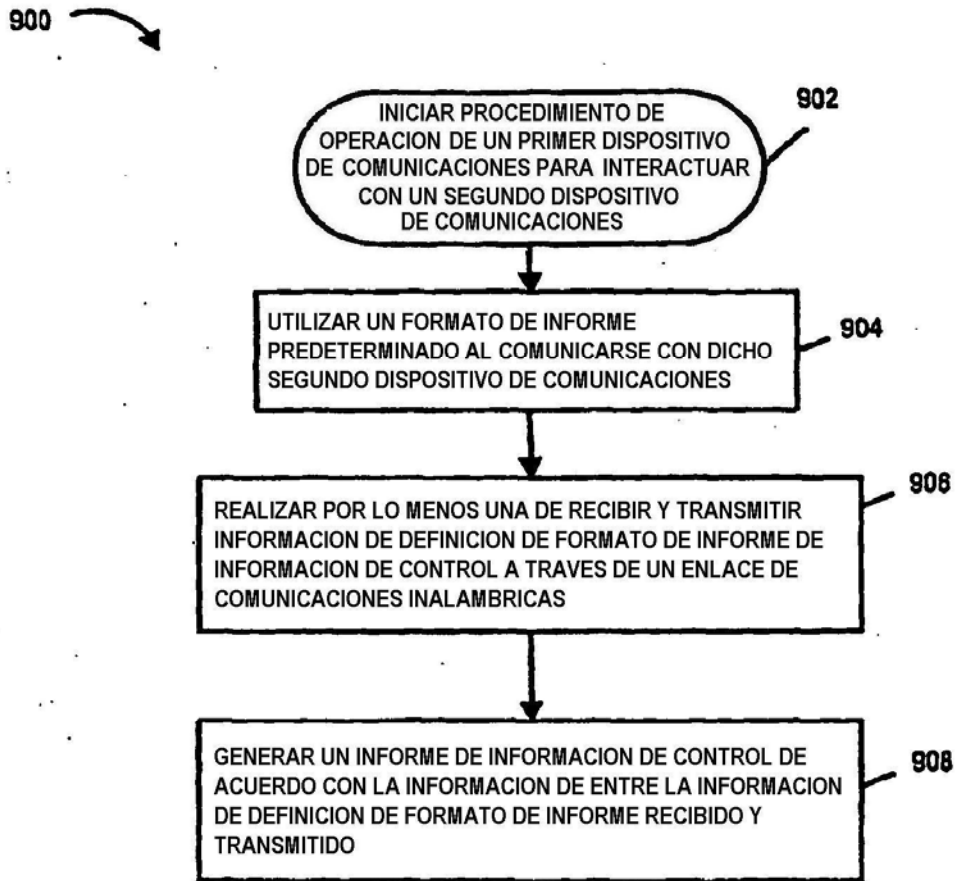 900
902
INICIAR PROCEDIMIENTO DE
OPERACION DE UN PRIMER DISPOSITIVO
DE COMUNICACIONES PARA INTERACTUAR
CON UN SEGUNDO DISPOSITIVO
DE COMUNICACIONES
904
UTILIZAR UN FORMATO DE INFORME
PREDETERMINADO AL COMUNICARSE CON DICHO
SEGUNDO DISPOSITIVO DE COMUNICACIONES
906
REALIZAR POR LO MENOS UNA DE RECIBIR Y TRANSMITIR
INFORMACION DE DEFINICION DE FORMATO DE INFORME DE
INFORMACION DE CONTROL A TRAVES DE UN ENLACE DE
COMUNICACIONES INALAMBRICAS
908
GENERAR UN INFORME DE INFORMACION DE CONTROL DE
ACUERDO CON LA INFORMACION DE ENTRE LA INFORMACION
DE DEFINICION DE FORMATO DE INFORME RECIBIDO Y
TRANSMITIDO